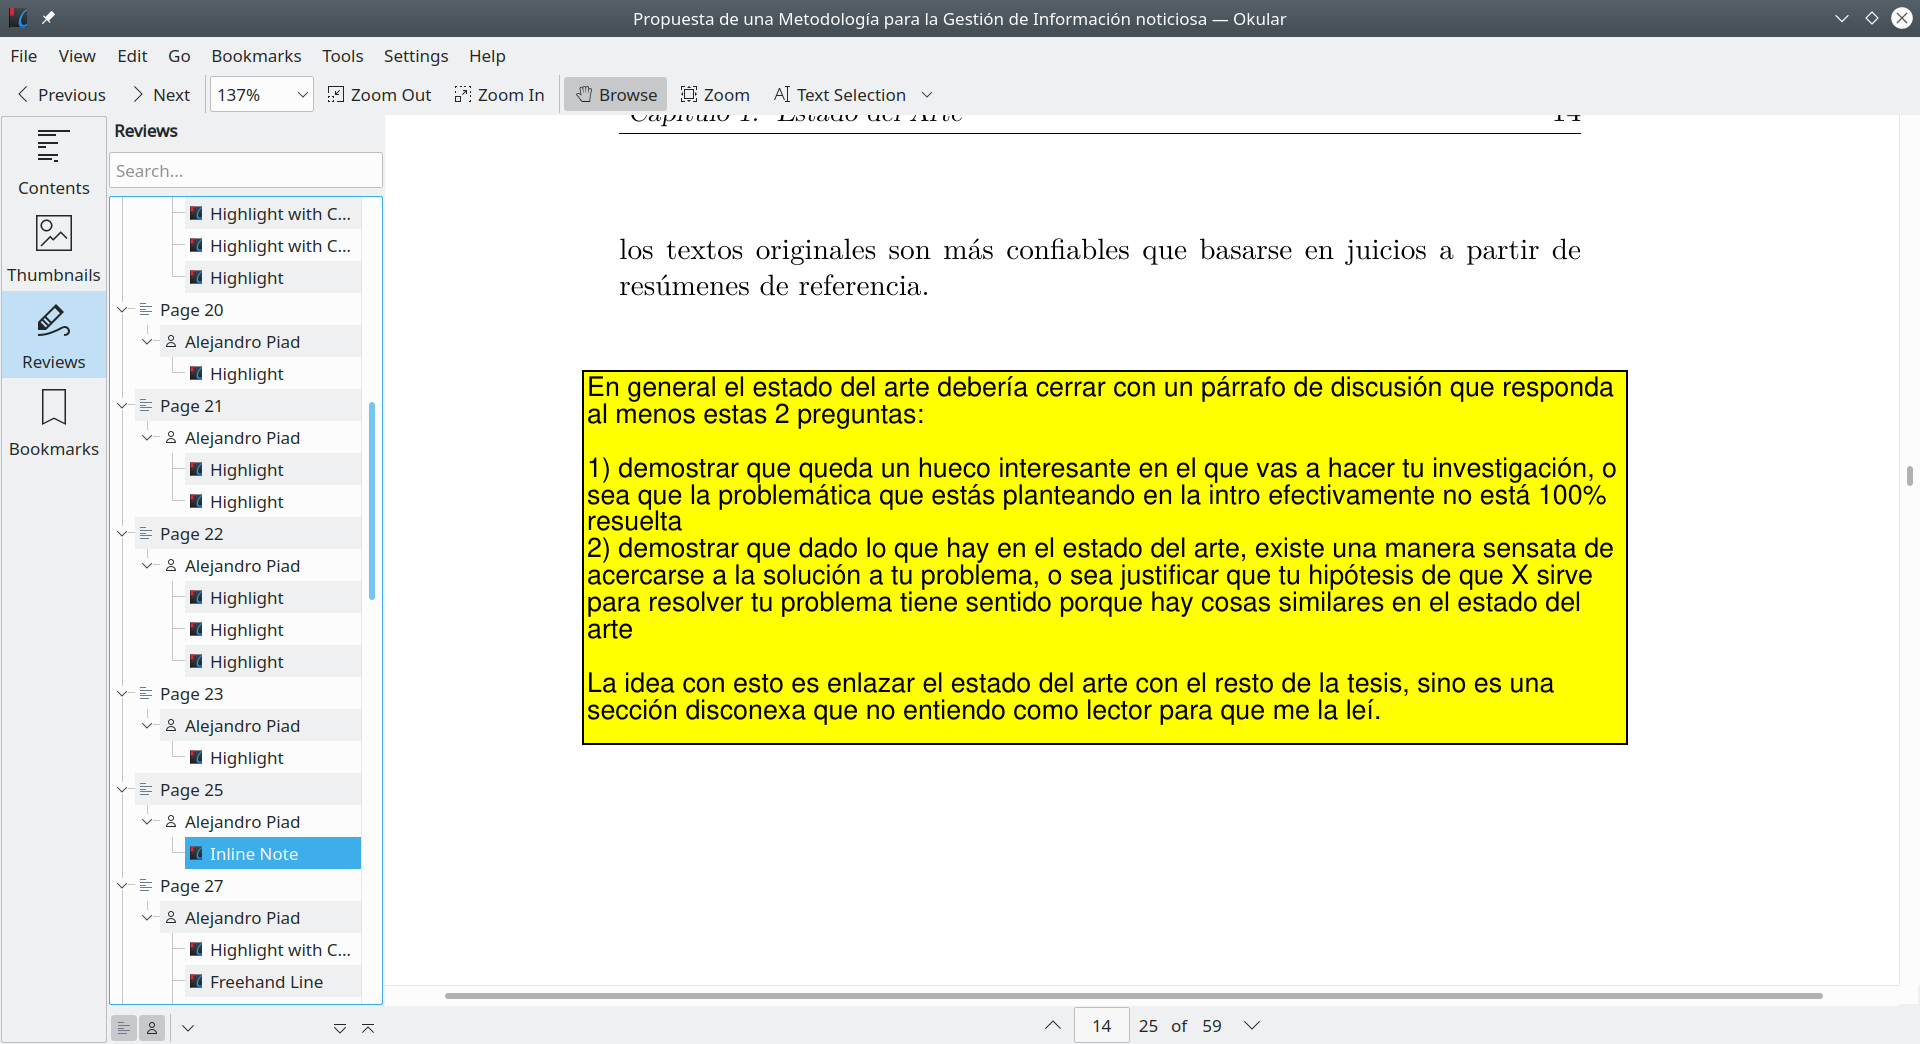 Propuesta de una Metodología para la Gestión de Información noticiosa — Okular
File View Edit Go Bookmarks Tools Settings Help
Previous Next 137% Zoom Out Zoom In Browse Zoom Text Selection
Contents
Thumbnails
Reviews
Bookmarks
Reviews
Search...
Highlight with C...
Highlight with C...
Highlight
Page 20
Alejandro Piad
Highlight
Page 21
Alejandro Piad
Highlight
Highlight
Page 22
Alejandro Piad
Highlight
Highlight
Highlight
Page 23
Alejandro Piad
Highlight
Page 25
Alejandro Piad
Inline Note
Page 27
Alejandro Piad
Highlight with C...
Freehand Line
Capítulo 1. Estado del Arte 14
los textos originales son más confiables que basarse en juicios a partir de
resúmenes de referencia.
En general el estado del arte debería cerrar con un párrafo de discusión que responda
al menos estas 2 preguntas:
1) demostrar que queda un hueco interesante en el que vas a hacer tu investigación, o
sea que la problemática que estás planteando en la intro efectivamente no está 100%
resuelta
2) demostrar que dado lo que hay en el estado del arte, existe una manera sensata de
acercarse a la solución a tu problema, o sea justificar que tu hipótesis de que X sirve
para resolver tu problema tiene sentido porque hay cosas similares en el estado del
arte
La idea con esto es enlazar el estado del arte con el resto de la tesis, sino es una
sección disconexa que no entiendo como lector para que me la leí.
14 25 of 59